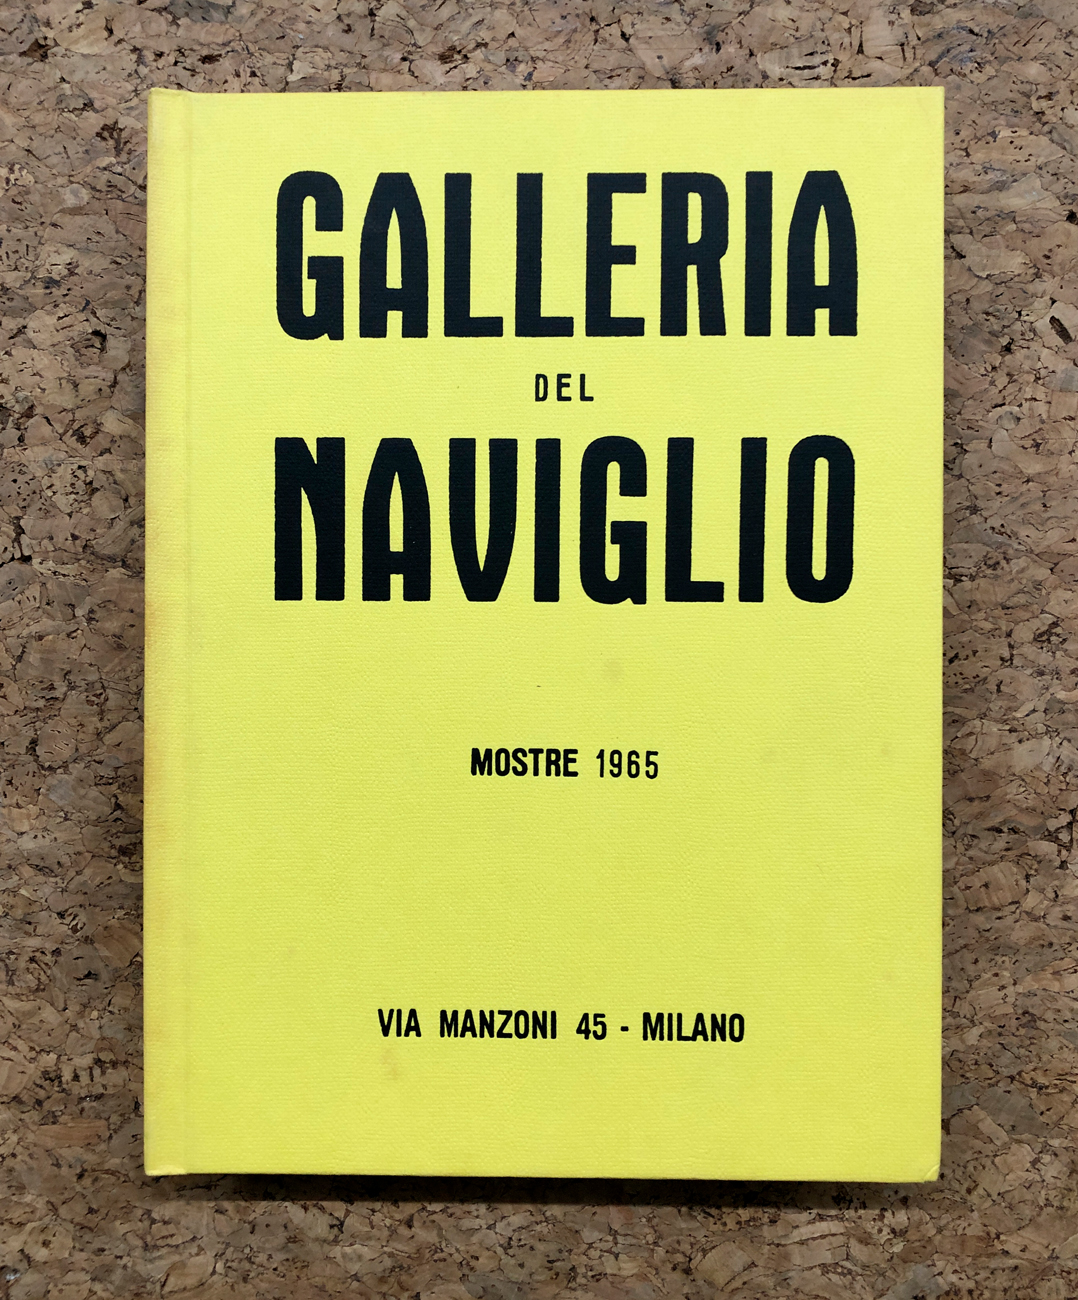 GALLERIA
DEL
NAVIGLIO
MOSTRE 1965
VIA MANZONI 45 - MILANO